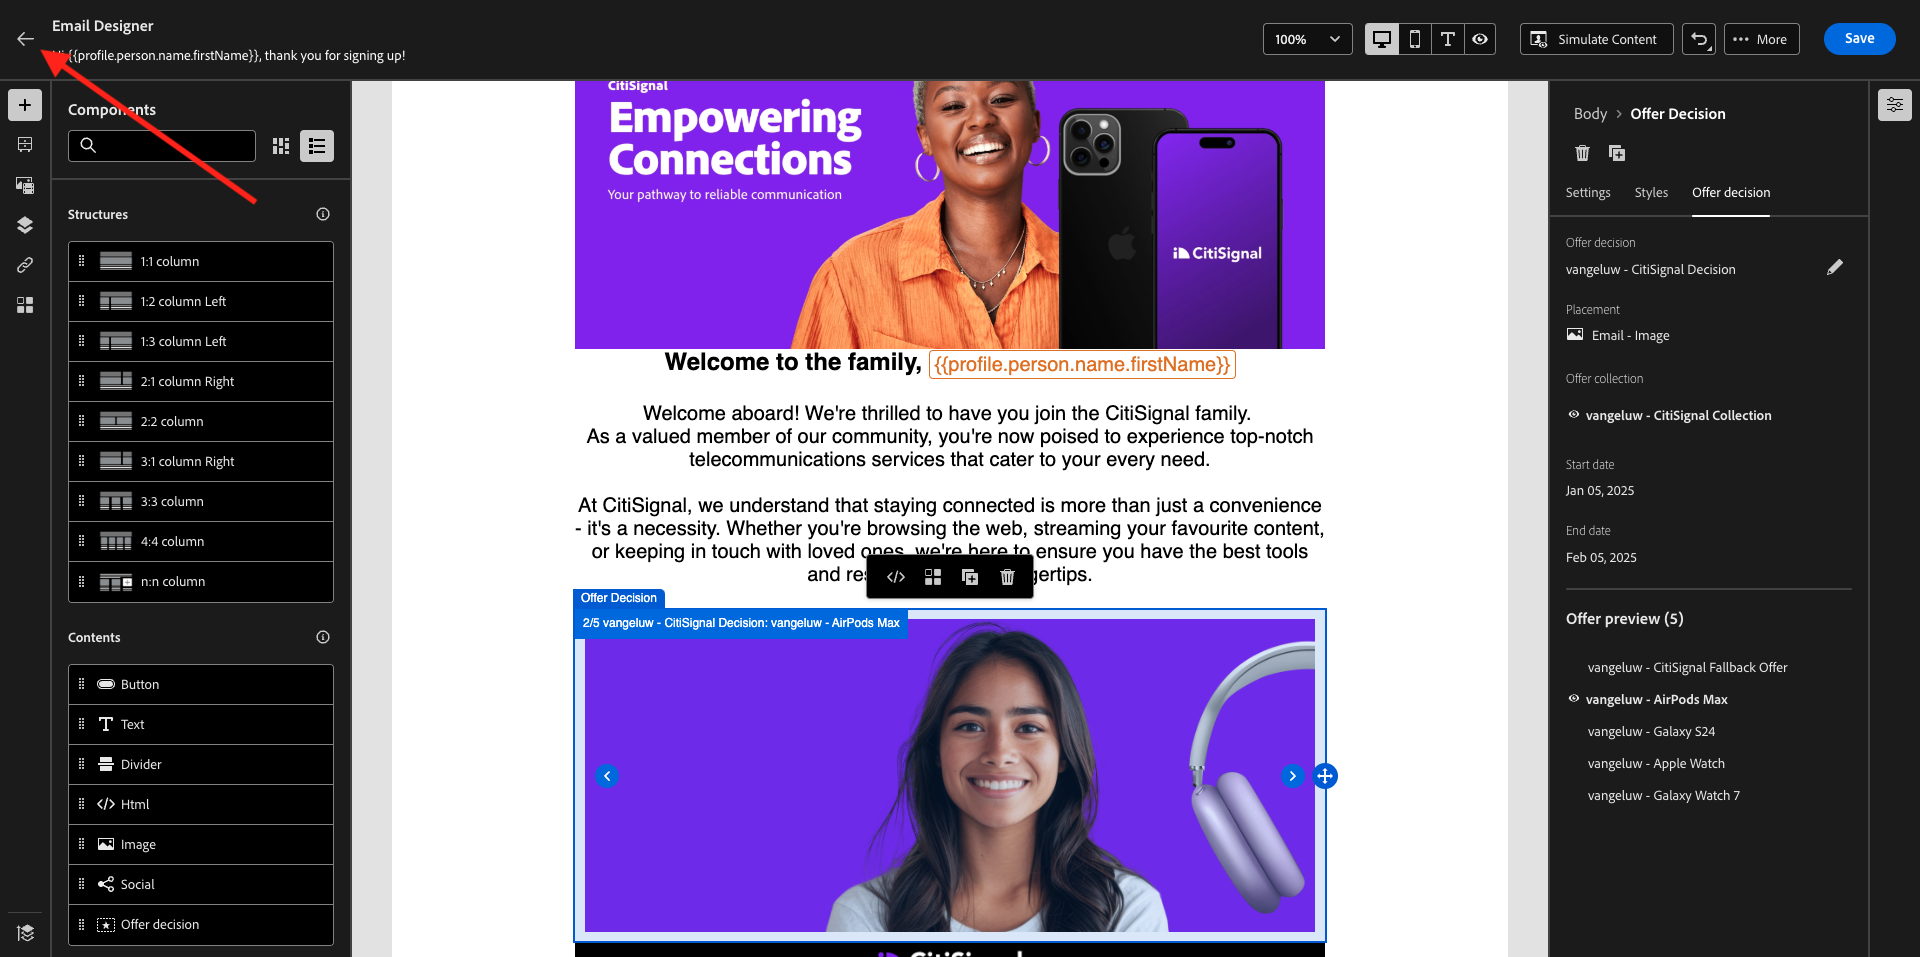 Email Designer
Hi {{profile.person.name.firstName}}, thank you for signing up!
100%
Simulate Content
More
Save
Components
Structures
1:1 column
1:2 column Left
1:3 column Left
2:1 column Right
2:2 column
3:1 column Right
3:3 column
4:4 column
n:n column
Contents
Button
Text
Divider
Html
Image
Social
Offer decision
CitiSignal
Empowering
Connections
Your pathway to reliable communication
CitiSignal
Welcome to the family, {{profile.person.name.firstName}}
Welcome aboard! We're thrilled to have you join the CitiSignal family.
As a valued member of our community, you're now poised to experience top-notch
telecommunications services that cater to your every need.
At CitiSignal, we understand that staying connected is more than just a convenience
- it's a necessity. Whether you're browsing the web, streaming your favourite content,
or keeping in touch with loved ones, we're here to ensure you have the best tools
and res gertips.
Offer Decision
2/5 vangeluw - CitiSignal Decision: vangeluw - AirPods Max
CitiSignal
Body > Offer Decision
Settings
Styles
Offer decision
Offer decision
vangeluw - CitiSignal Decision
Placement
Email - Image
Offer collection
vangeluw - CitiSignal Collection
Start date
Jan 05, 2025
End date
Feb 05, 2025
Offer preview (5)
vangeluw - CitiSignal Fallback Offer
vangeluw - AirPods Max
vangeluw - Galaxy S24
vangeluw - Apple Watch
vangeluw - Galaxy Watch 7